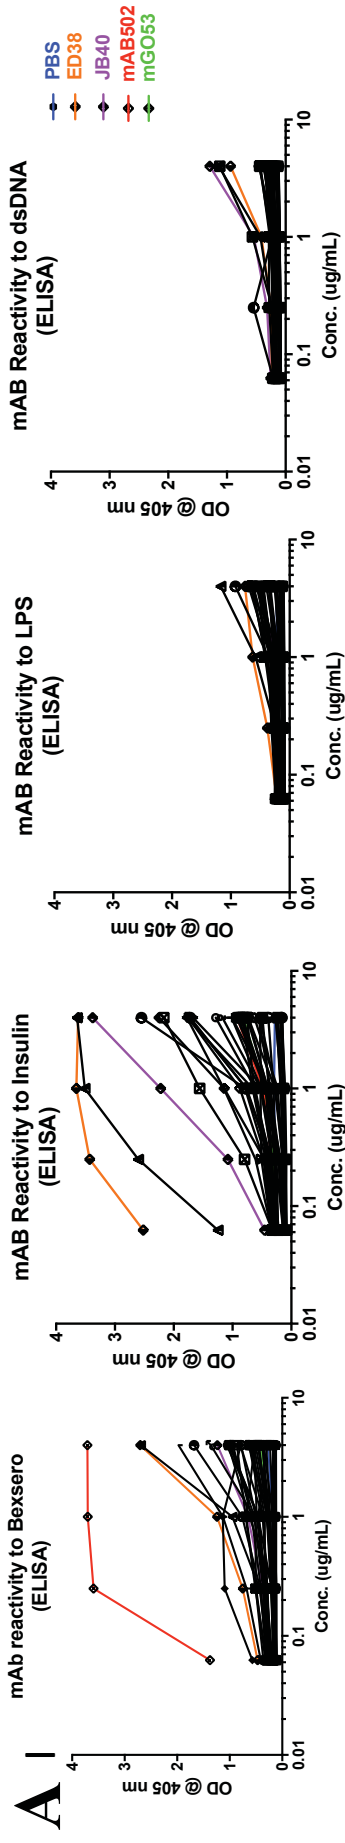 A
mAb reactivity to Bexsero
(ELISA)
OD @ 405 nm
4
3
2
1
0
0.01
0.1
1
10
Conc. (ug/mL)
mAB Reactivity to Insulin
(ELISA)
OD @ 405 nm
4
3
2
1
0
0.01
0.1
1
10
Conc. (ug/mL)
mAB Reactivity to LPS
(ELISA)
OD @ 405 nm
4
3
2
1
0
0.01
0.1
1
10
Conc. (ug/mL)
mAB Reactivity to dsDNA
(ELISA)
OD @ 405 nm
4
3
2
1
0
0.01
0.1
1
10
Conc. (ug/mL)
PBS
ED38
JB40
mAB502
mGO53